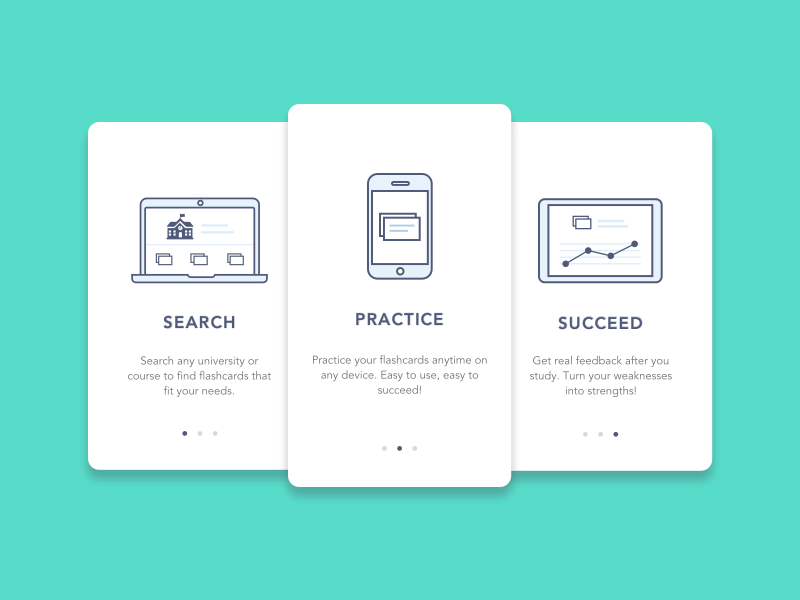 SEARCH
Search any university or
course to find flashcards that
fit your needs.
PRACTICE
Practice your flashcards anytime on
any device. Easy to use, easy to
succeed!
SUCCEED
Get real feedback after you
study. Turn your weaknesses
into strengths!